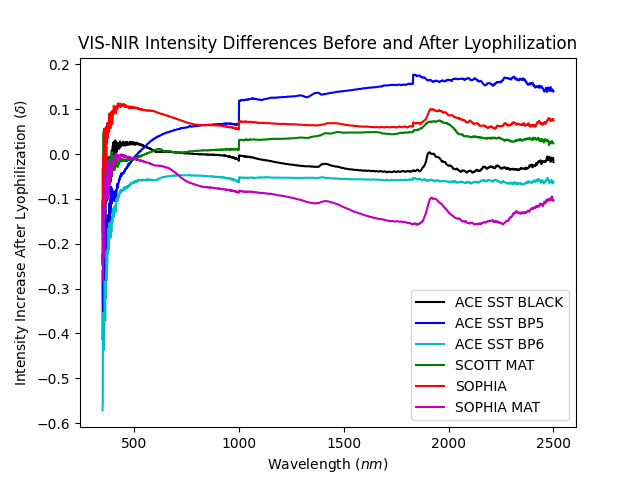 VIS-NIR Intensity Differences Before and After Lyophilization
Intensity Increase After Lyophilization (δ)
0.2
0.1
0.0
−0.1
−0.2
−0.3
−0.4
−0.5
−0.6
500 1000 1500 2000 2500
Wavelength (nm)
ACE SST BLACK
ACE SST BP5
ACE SST BP6
SCOTT MAT
SOPHIA
SOPHIA MAT